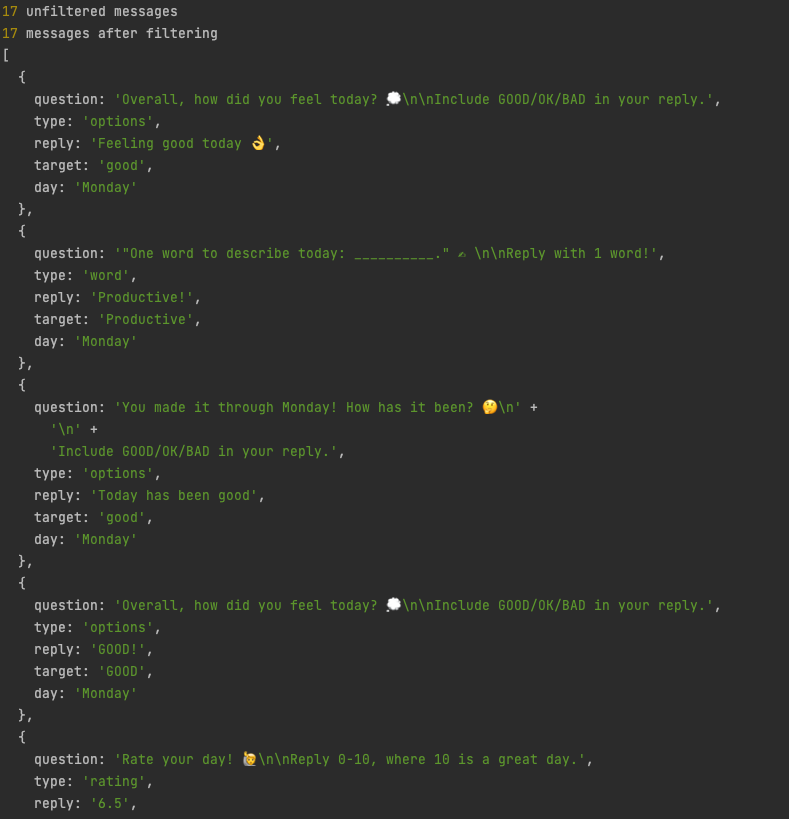 17 unfiltered messages
17 messages after filtering
[
  {
    question: 'Overall, how did you feel today? 💭\n\nInclude GOOD/OK/BAD in your reply.',
    type: 'options',
    reply: 'Feeling good today 👌',
    target: 'good',
    day: 'Monday'
  },
  {
    question: '"One word to describe today: __________." ✍ \n\nReply with 1 word!',
    type: 'word',
    reply: 'Productive!',
    target: 'Productive',
    day: 'Monday'
  },
  {
    question: 'You made it through Monday! How has it been? 🤔\n' +
      '\n' +
      'Include GOOD/OK/BAD in your reply.',
    type: 'options',
    reply: 'Today has been good',
    target: 'good',
    day: 'Monday'
  },
  {
    question: 'Overall, how did you feel today? 💭\n\nInclude GOOD/OK/BAD in your reply.',
    type: 'options',
    reply: 'GOOD!',
    target: 'GOOD',
    day: 'Monday'
  },
  {
    question: 'Rate your day! 🙋\n\nReply 0-10, where 10 is a great day.',
    type: 'rating',
    reply: '6.5',